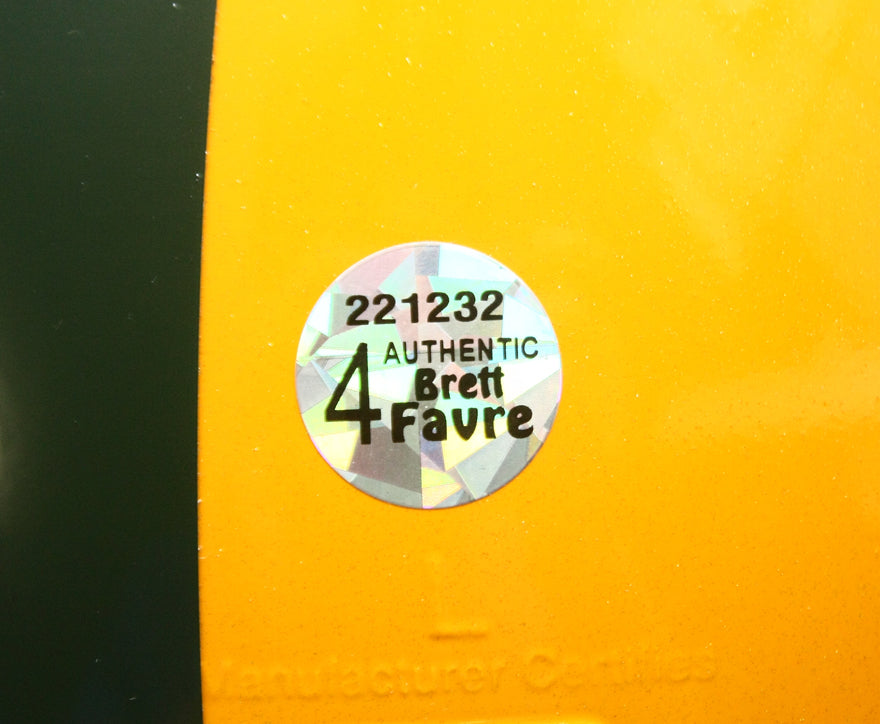 221232
4 AUTHENTIC
Brett
Favre
Manufacturer Certifies